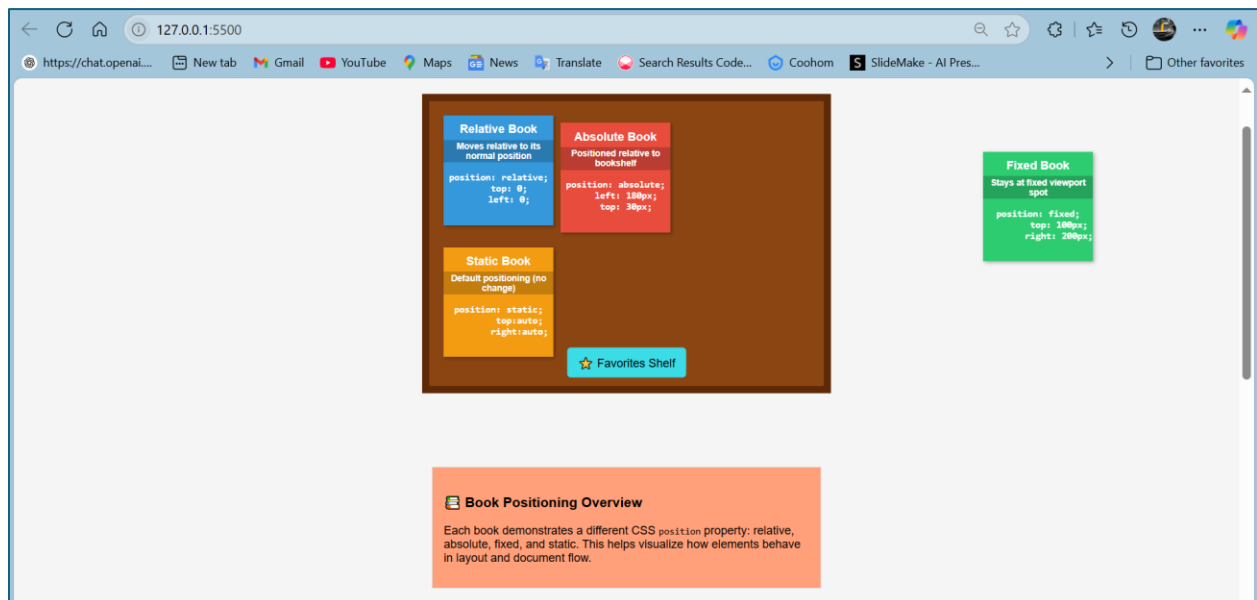 127.0.0.1:5500
https://chat.openai.... New tab Gmail YouTube Maps GE News Translate Search Results Code... Coohom S SlideMake - AI Pres... Other favorites
Relative Book
Moves relative to its
normal position
position: relative;
top: 0;
left: 0;
Absolute Book
Positioned relative to
bookshelf
position: absolute;
left: 180px;
top: 30px;
Fixed Book
Stays at fixed viewport
spot
position: fixed;
top: 100px;
right: 200px;
Static Book
Default positioning (no
change)
position: static;
top:auto;
right:auto;
Favorites Shelf
Book Positioning Overview
Each book demonstrates a different CSS position property: relative,
absolute, fixed, and static. This helps visualize how elements behave
in layout and document flow.